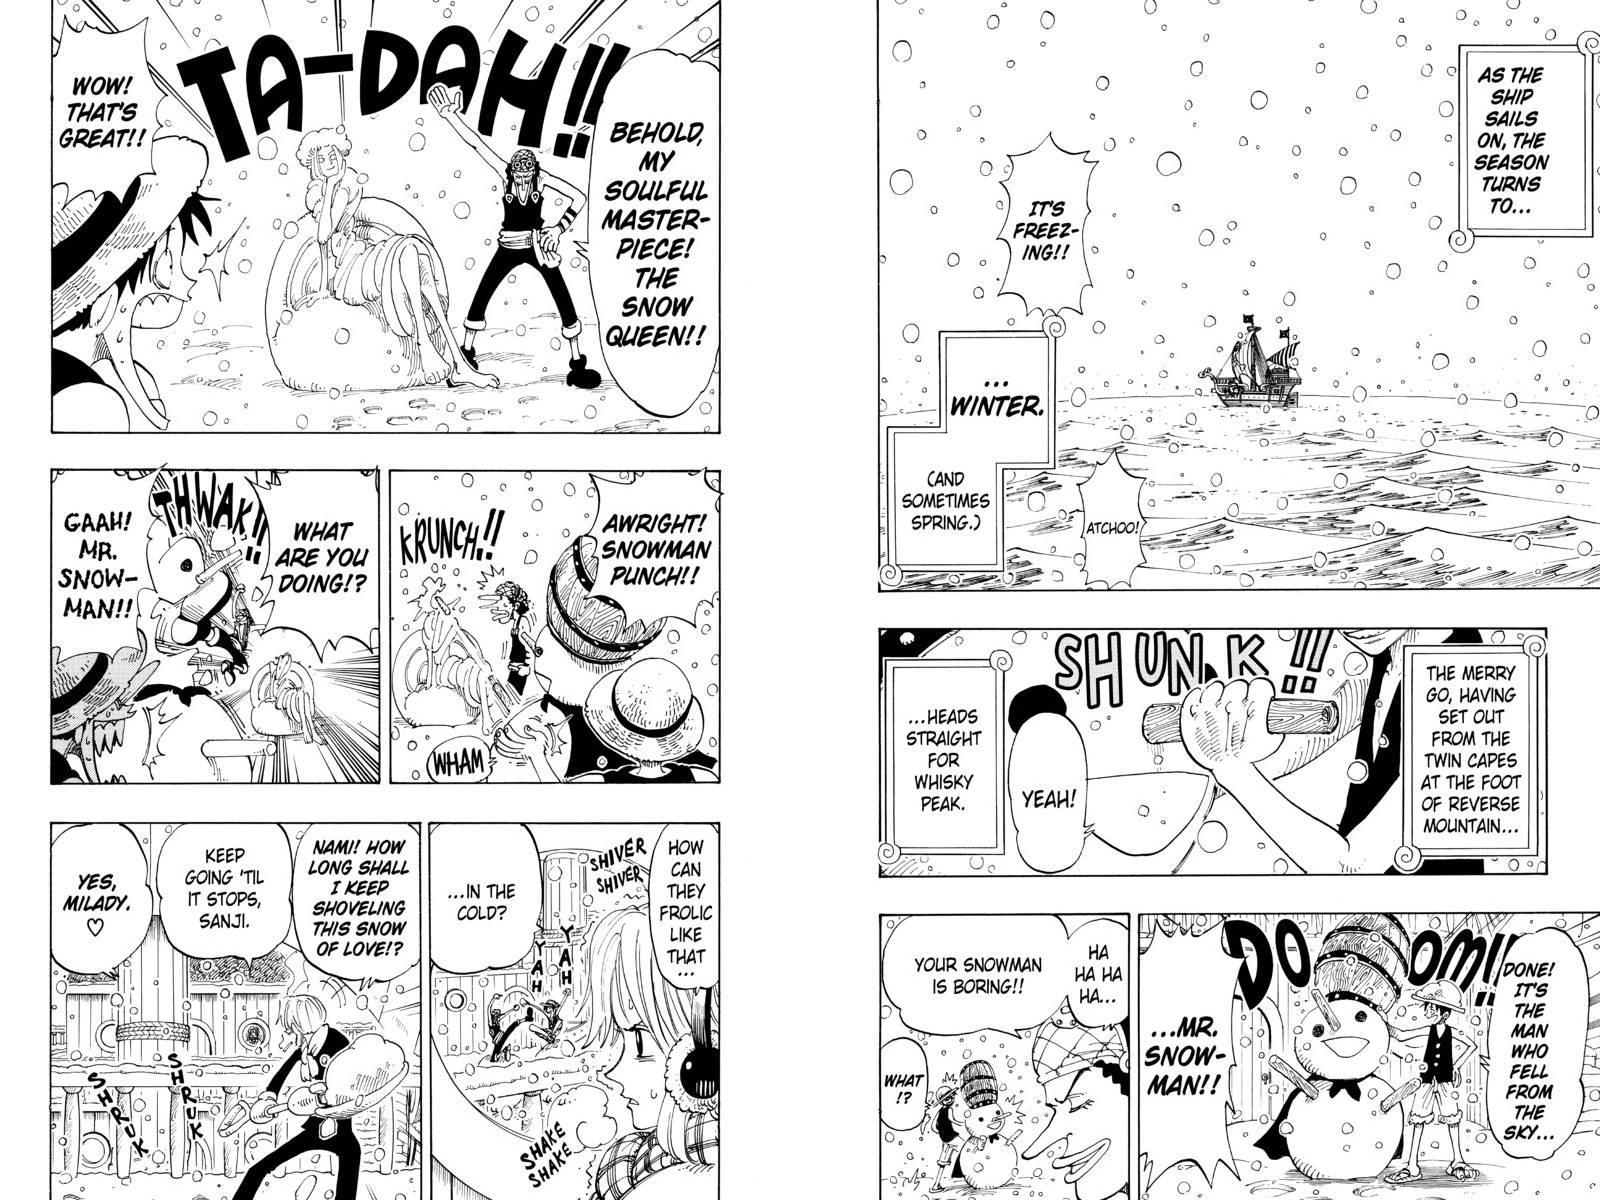 AS THE
SHIP
SAILS
ON, THE
SEASON
TURNS
TO...
IT'S
FREEZ-
ING!!
...
WINTER.
(AND
SOMETIMES
SPRING.)
ATCHOO!
THE MERRY
GO, HAVING
SET OUT
FROM THE
TWIN CAPES
AT THE FOOT
OF REVERSE
MOUNTAIN...
SHUNK!!
YEAH!
...HEADS
STRAIGHT
FOR
WHISKY
PEAK.
DONE!
IT'S
THE
MAN
WHO
FELL
FROM
THE
SKY...
DOOM!!
...MR.
SNOW-
MAN!!
HA
HA HA
HA...
YOUR SNOWMAN
IS BORING!!
WHAT
!?
TA-DAH!!
BEHOLD,
MY
SOULFUL
MASTER-
PIECE!
THE
SNOW
QUEEN!!
WOW!
THAT'S
GREAT!!
AWRIGHT!
SNOWMAN
PUNCH!!
KRUNCH!!
WHAM
WHAT
ARE YOU
DOING!?
THWAK!!
GAAH!
MR.
SNOW-
MAN!!
HOW
CAN
THEY
FROLIC
LIKE
THAT
...
SHIVER
SHIVER
...IN THE
COLD?
YAH
YAH
SHAKE
SHAKE
NAMI! HOW
LONG SHALL
I KEEP
SHOVELING
THIS SNOW
OF LOVE!?
KEEP
GOING 'TIL
IT STOPS,
SANJI.
YES,
MILADY.
♡
SHRUK
SHRUK